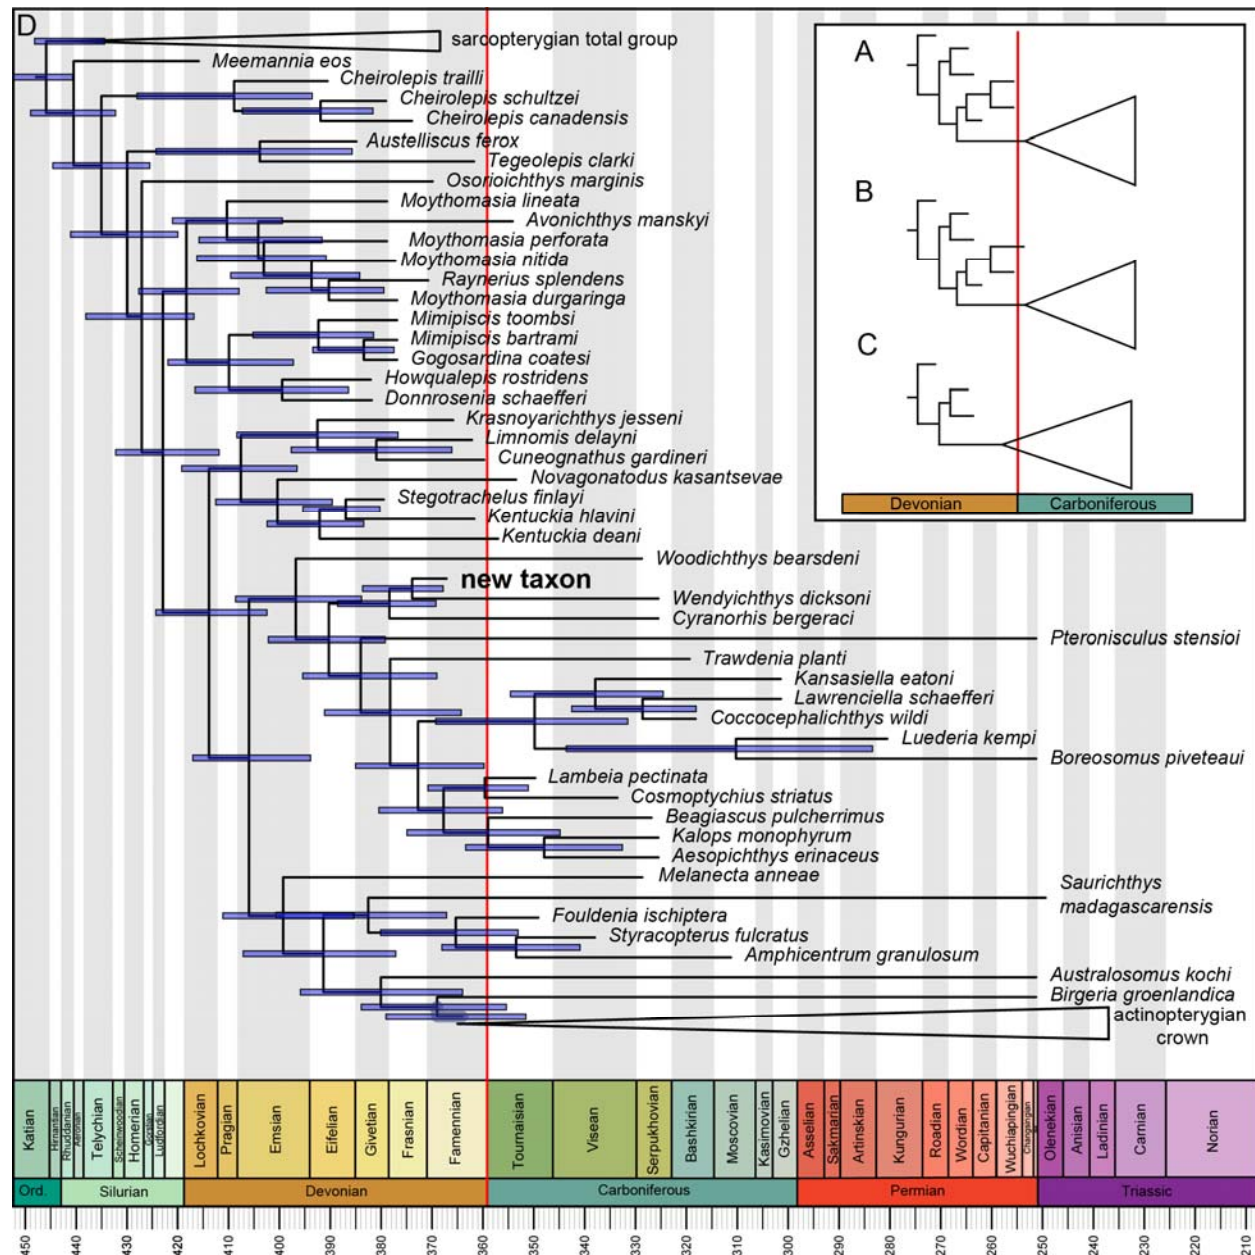 D
sarcopterygian total group
Meemannia eos
Cheirolepis trailli
Cheirolepis schultzei
Cheirolepis canadensis
Austelliscus ferox
Tegeolepis clarki
Osorioichthys marginis
Moythomasia lineata
Avonichthys manskyi
Moythomasia perforata
Moythomasia nitida
Raynerius splendens
Moythomasia durgaringa
Mimipiscis toombsi
Mimipiscis bartrami
Gogosardina coatesi
Howqualepis rostridens
Donnrosenia schaefferi
Krasnoyarichthys jesseni
Limnomis delayni
Cuneognathus gardineri
Novagonatodus kasantsevae
Stegotrachelus finlayi
Kentuckia hlavini
Kentuckia deani
Woodichthys bearsdeni
new taxon
Wendyichthys dicksoni
Cyranorhis bergeraci
Pteronisculus stensioi
Trawdenia planti
Kansasiella eatoni
Lawrenciella schaefferi
Coccocephalichthys wildi
Luederia kempi
Boreosomus piveteaui
Lambeia pectinata
Cosmoptychius striatus
Beagiascus pulcherrimus
Kalops monophyrum
Aesopichthys erinaceus
Melanecta anneae
Saurichthys
madagascarensis
Fouldenia ischiptera
Styracopterus fulcratus
Amphicentrum granulosum
Australosomus kochi
Birgeria groenlandica
actinopterygian
crown
A
B
C
Devonian Carboniferous
Katian Hirnantian Rhuddanian Aeronian Telychian Sheinwoodian Homerian Gorstian Ludfordian Lochkovian Pragian Emsian Eifelian Givetian Frasnian Famennian Tournaisian Visean Serpukhovian Bashkirian Moscovian Kasimovian Gzhelian Asselian Sakmarian Artinskian Kungurian Roadian Wordian Capitanian Wuchiapingian Changxingian Olenekian Anisian Ladinian Carnian Norian
Ord. Silurian Devonian Carboniferous Permian Triassic
450 440 430 420 410 400 390 380 370 360 350 340 330 320 310 300 290 280 270 260 250 240 230 220 210